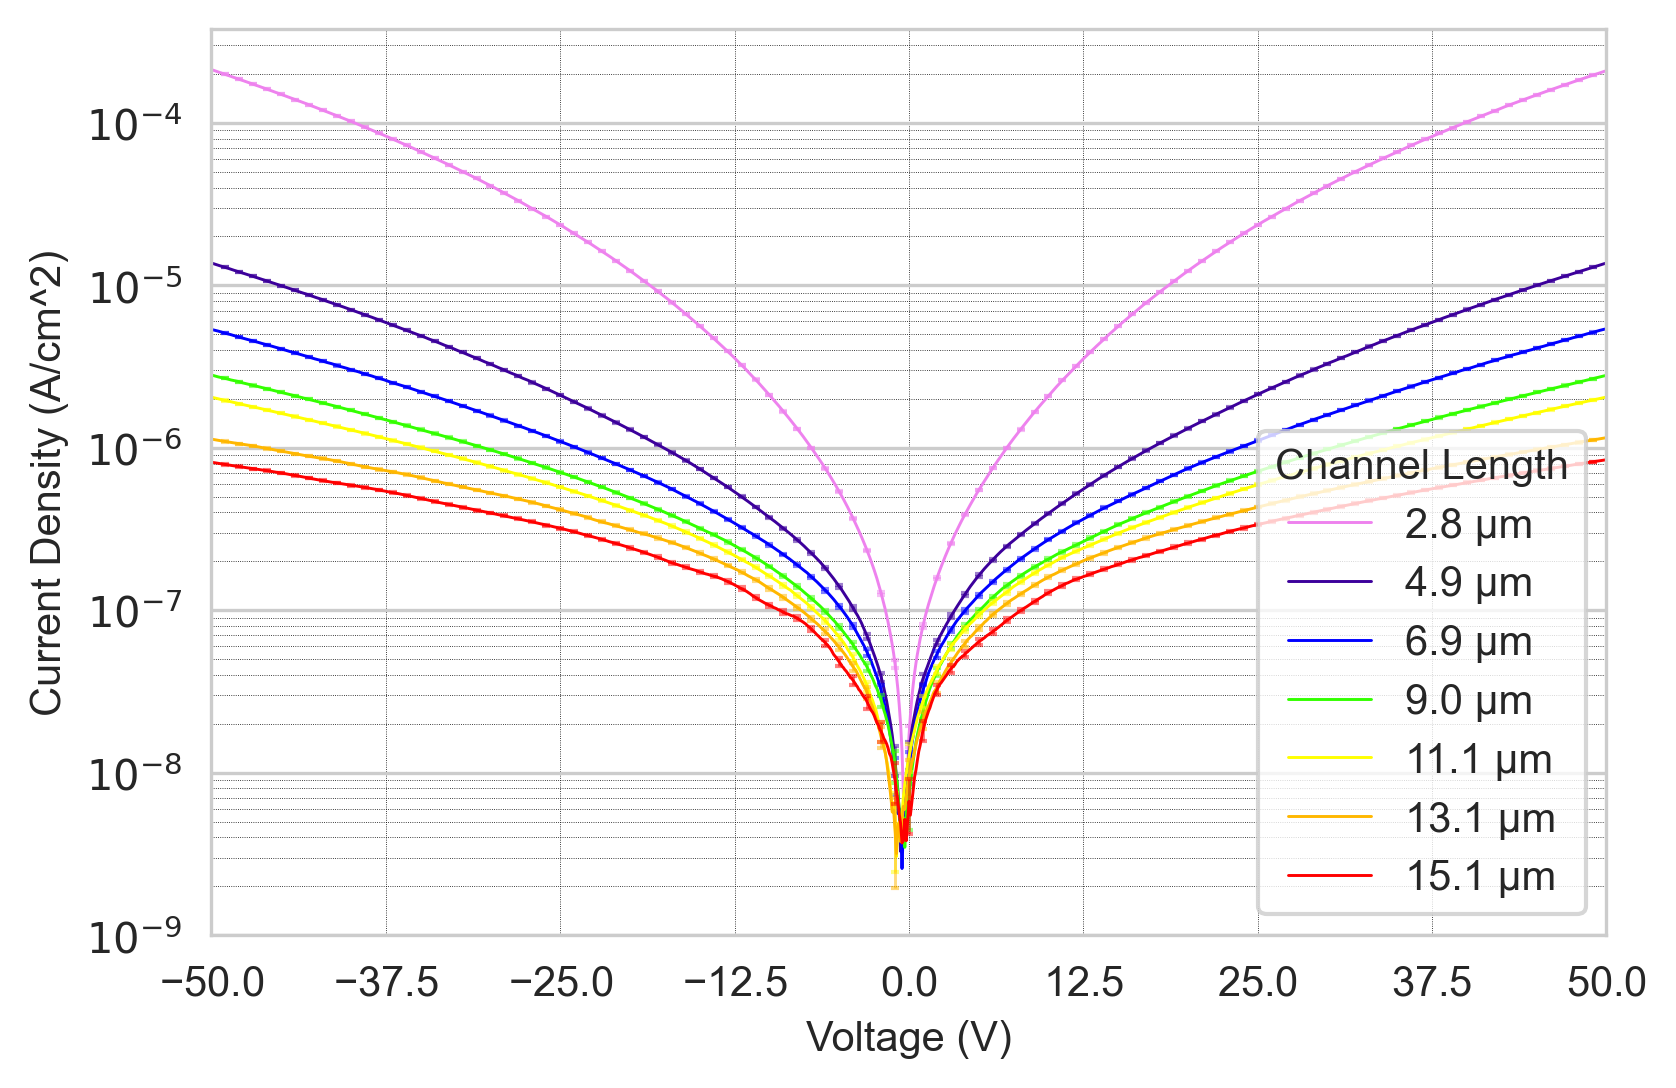 Current Density (A/cm^2)
10⁻⁴
10⁻⁵
10⁻⁶
10⁻⁷
10⁻⁸
10⁻⁹
Channel Length
2.8 µm
4.9 µm
6.9 µm
9.0 µm
11.1 µm
13.1 µm
15.1 µm
−50.0 −37.5 −25.0 −12.5 0.0 12.5 25.0 37.5 50.0
Voltage (V)